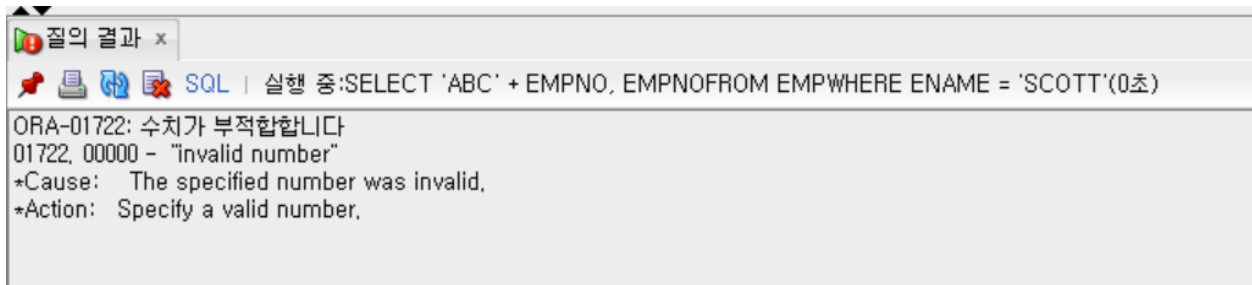 질의 결과 x
SQL | 실행 중:SELECT 'ABC' + EMPNO, EMPNOFROM EMPWHERE ENAME = 'SCOTT'(0초)
ORA-01722: 수치가 부적합합니다
01722, 00000 - "invalid number"
*Cause: The specified number was invalid,
*Action: Specify a valid number,